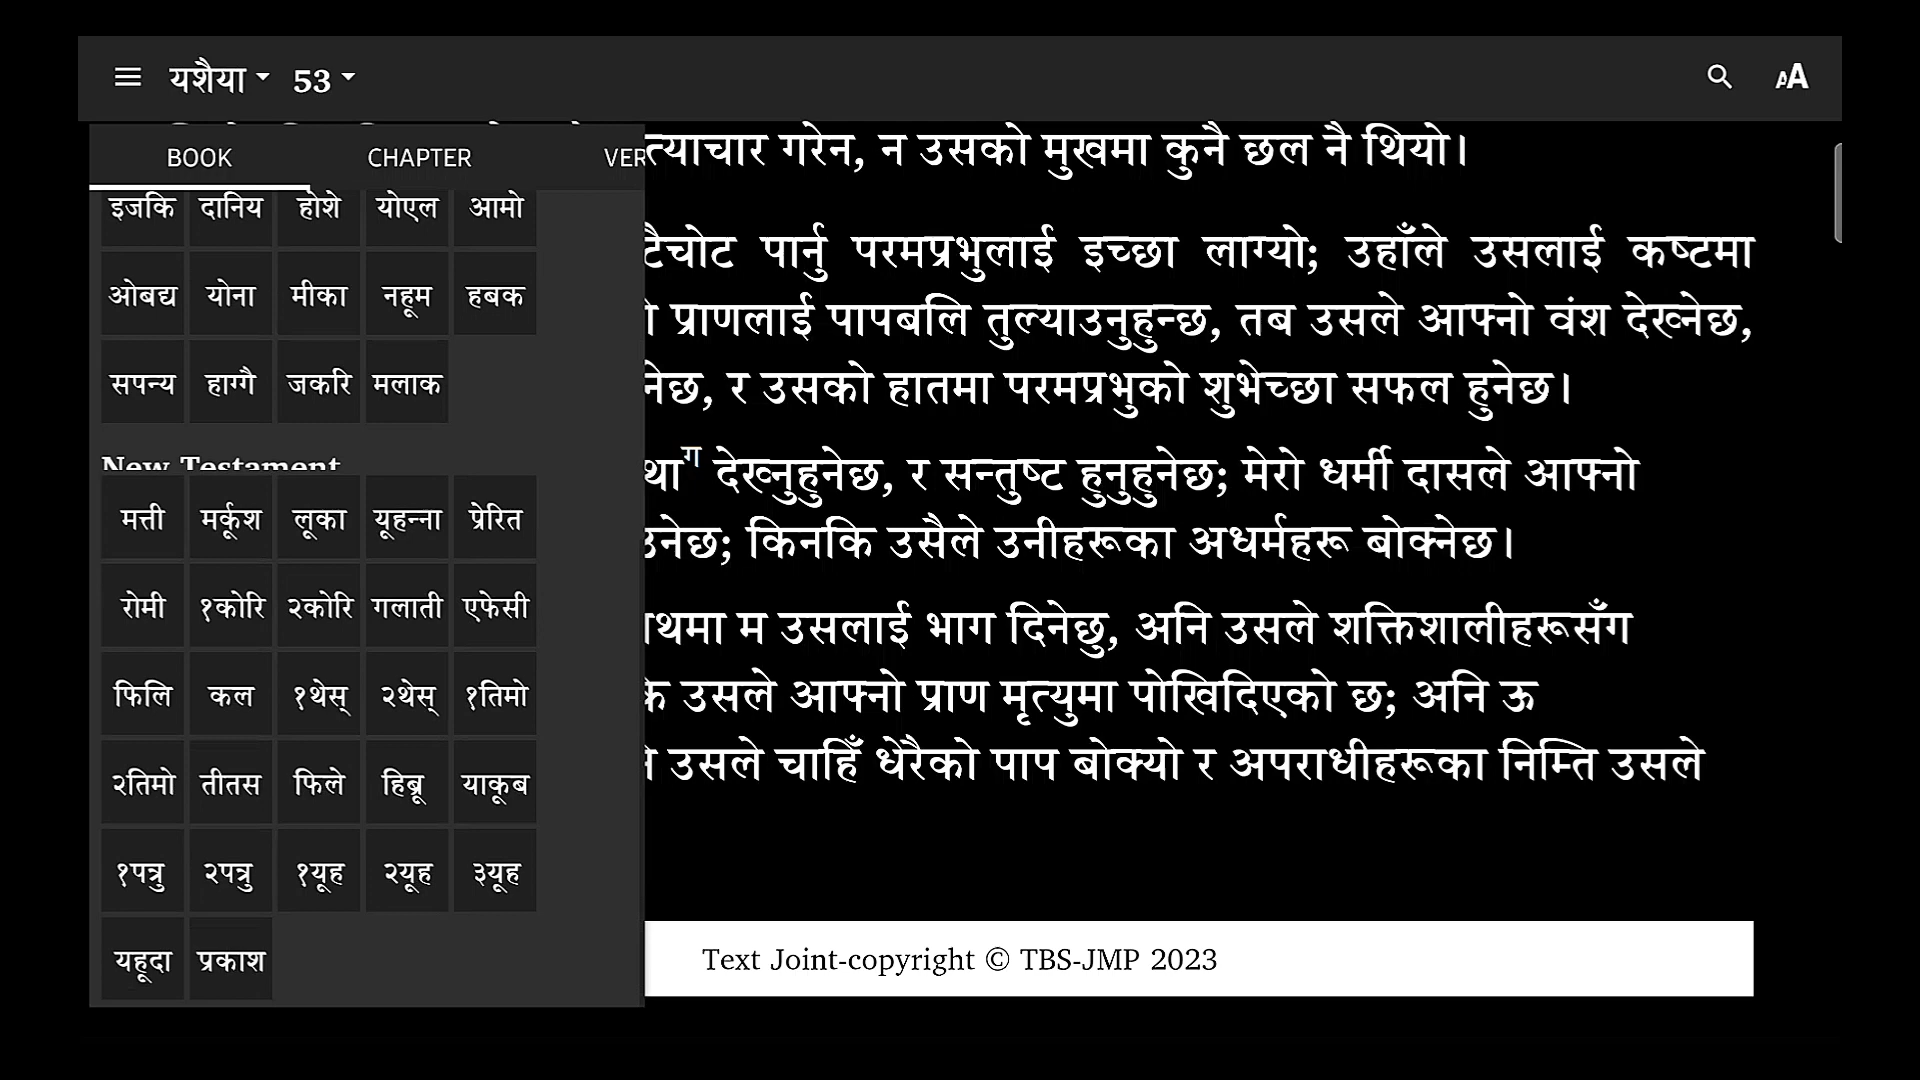 यशैया 53
AA
BOOK CHAPTER VER
इजकि दानिय होशे योएल आमो
ओबद्य योना मीका नहूम हबक
सपन्य हाग्गै जकरि मलाक
New Testament
मत्ती मर्कूश लूका यूहन्ना प्रेरित
रोमी १कोरि २कोरि गलाती एफेसी
फिलि कल १थेस् २थेस् १तिमो
२तिमो तीतस फिले हिब्रू याकूब
१पत्रु २पत्रु १यूह २यूह ३यूह
यहूदा प्रकाश
त्याचार गरेन, न उसको मुखमा कुनै छल नै थियो।
टैचोट पार्नु परमप्रभुलाई इच्छा लाग्यो; उहाँले उसलाई कष्टमा
प्राणलाई पापबलि तुल्याउनुहुन्छ, तब उसले आफ्नो वंश देख्नेछ,
नेछ, र उसको हातमा परमप्रभुको शुभेच्छा सफल हुनेछ।
था ग देख्नुहुनेछ, र सन्तुष्ट हुनुहुनेछ; मेरो धर्मी दासले आफ्नो
उनेछ; किनकि उसैले उनीहरूका अधर्महरू बोक्नेछ।
थमा म उसलाई भाग दिनेछु, अनि उसले शक्तिशालीहरूसँग
उसले आफ्नो प्राण मृत्युमा पोखिदिएको छ; अनि ऊ
उसले चाहिँ धेरैको पाप बोक्यो र अपराधीहरूका निम्ति उसले
Text Joint-copyright © TBS-JMP 2023